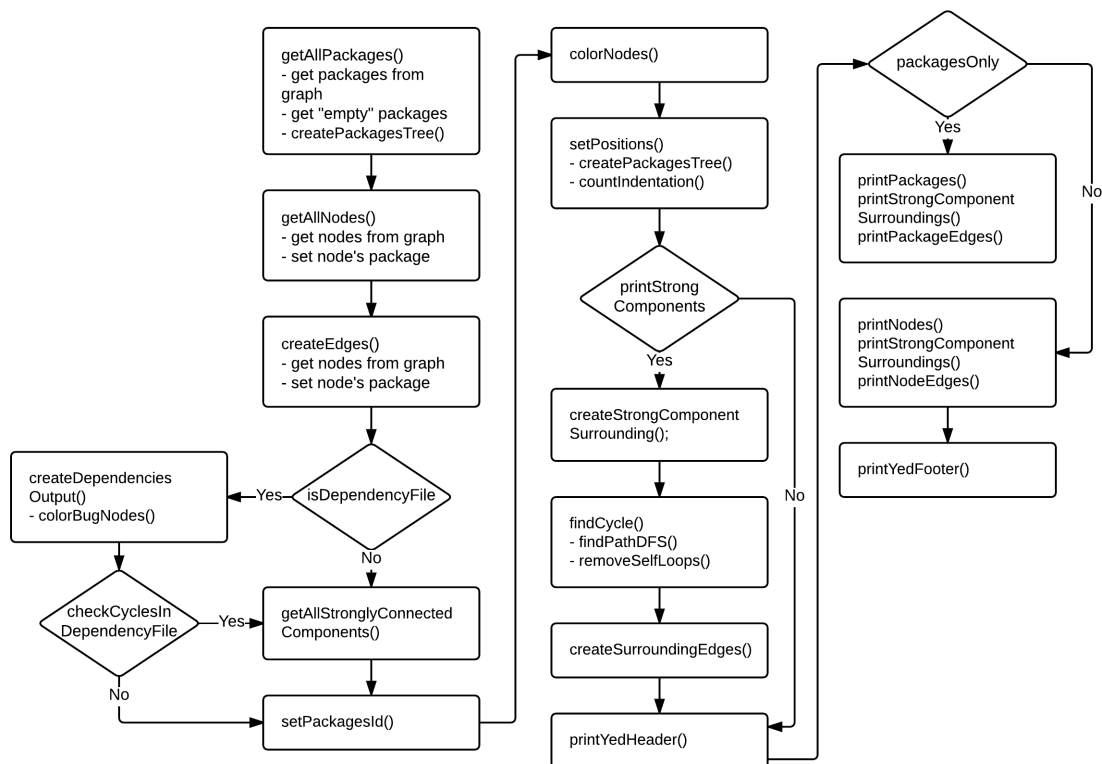 getAllPackages()
- get packages from
graph
- get "empty" packages
- createPackagesTree()
getAllNodes()
- get nodes from graph
- set node's package
createEdges()
- get nodes from graph
- set node's package
isDependencyFile
Yes
No
createDependencies
Output()
- colorBugNodes()
checkCyclesIn
DependencyFile
Yes
No
getAllStronglyConnected
Components()
setPackagesId()
colorNodes()
setPositions()
- createPackagesTree()
- countIndentation()
printStrong
Components
Yes
No
createStrongComponent
Surrounding();
findCycle()
- findPathDFS()
- removeSelfLoops()
createSurroundingEdges()
printYedHeader()
packagesOnly
Yes
No
printPackages()
printStrongComponent
Surroundings()
printPackageEdges()
printNodes()
printStrongComponent
Surroundings()
printNodeEdges()
printYedFooter()